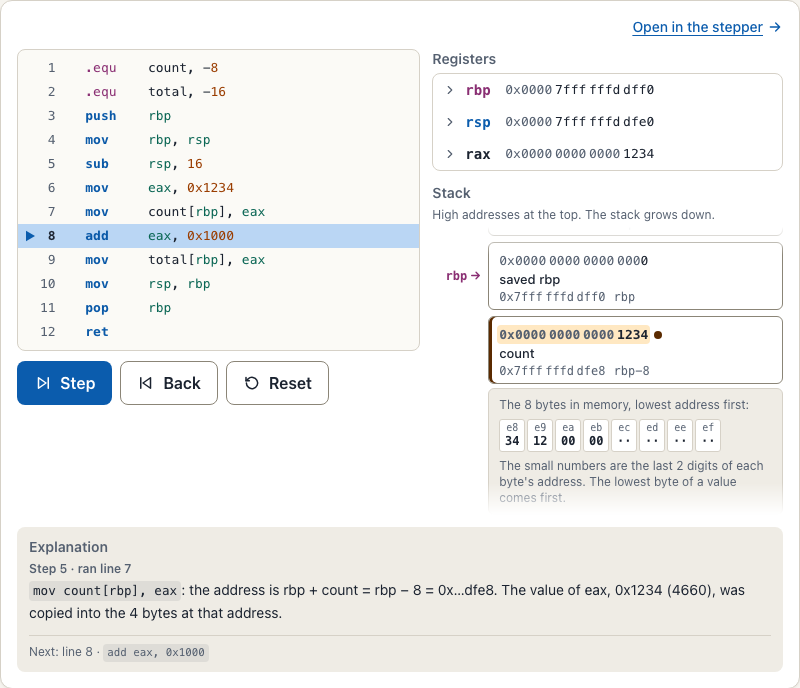 Open in the stepper →
1 .equ count, −8
2 .equ total, −16
3 push rbp
4 mov rbp, rsp
5 sub rsp, 16
6 mov eax, 0x1234
7 mov count[rbp], eax
8 add eax, 0x1000
9 mov total[rbp], eax
10 mov rsp, rbp
11 pop rbp
12 ret
Step
Back
Reset
Registers
rbp 0x0000 7fff fffd dff0
rsp 0x0000 7fff fffd dfe0
rax 0x0000 0000 0000 1234
Stack
High addresses at the top. The stack grows down.
rbp →
0x0000 0000 0000 0000
saved rbp
0x7fff fffd dff0 rbp
0x0000 0000 0000 1234
count
0x7fff fffd dfe8 rbp−8
The 8 bytes in memory, lowest address first:
e8 e9 ea eb ec ed ee ef
34 12 00 00 ·· ·· ·· ··
The small numbers are the last 2 digits of each
byte's address. The lowest byte of a value
comes first.
Explanation
Step 5 · ran line 7
mov count[rbp], eax: the address is rbp + count = rbp − 8 = 0x…dfe8. The value of eax, 0x1234 (4660), was
copied into the 4 bytes at that address.
Next: line 8 · add eax, 0x1000